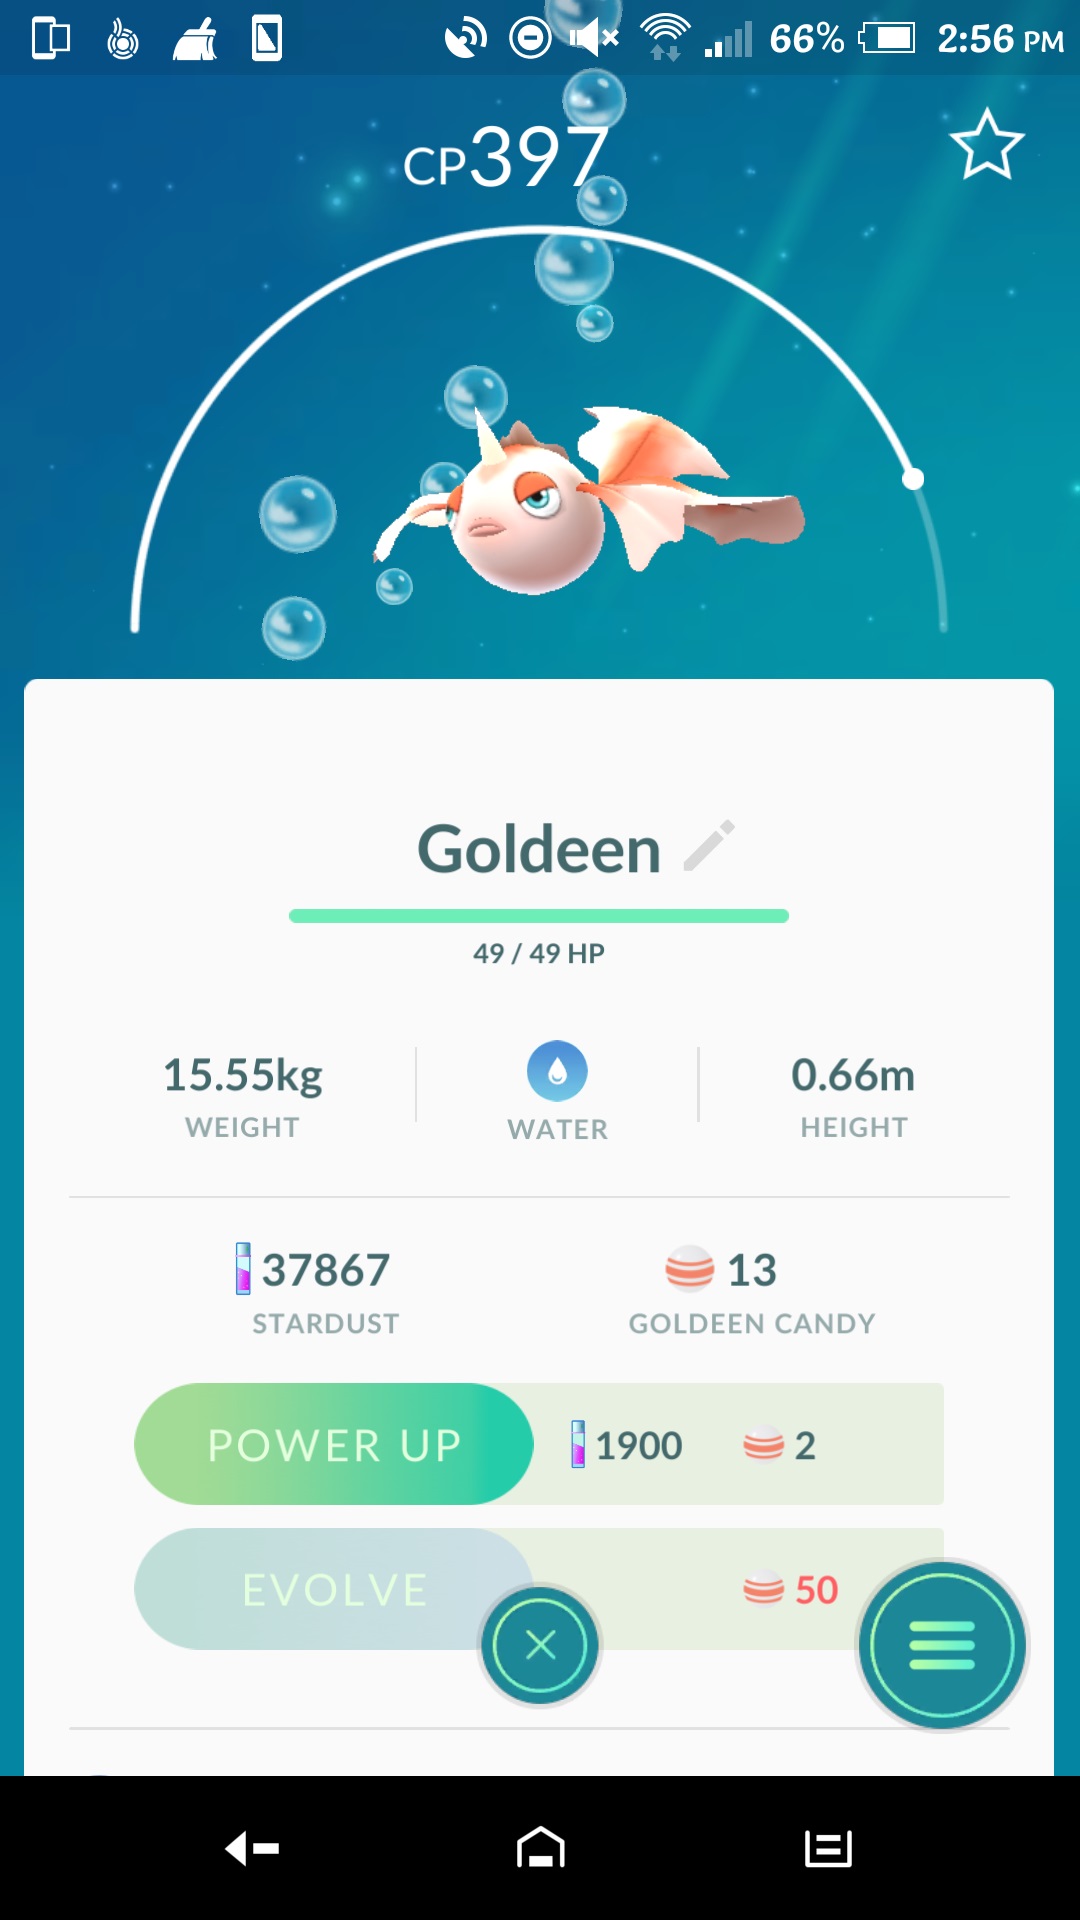 66% 2:56 PM
CP397
Goldeen
49 / 49 HP
15.55kg
WEIGHT
WATER
0.66m
HEIGHT
37867
STARDUST
13
GOLDEEN CANDY
POWER UP 1900 2
EVOLVE 50